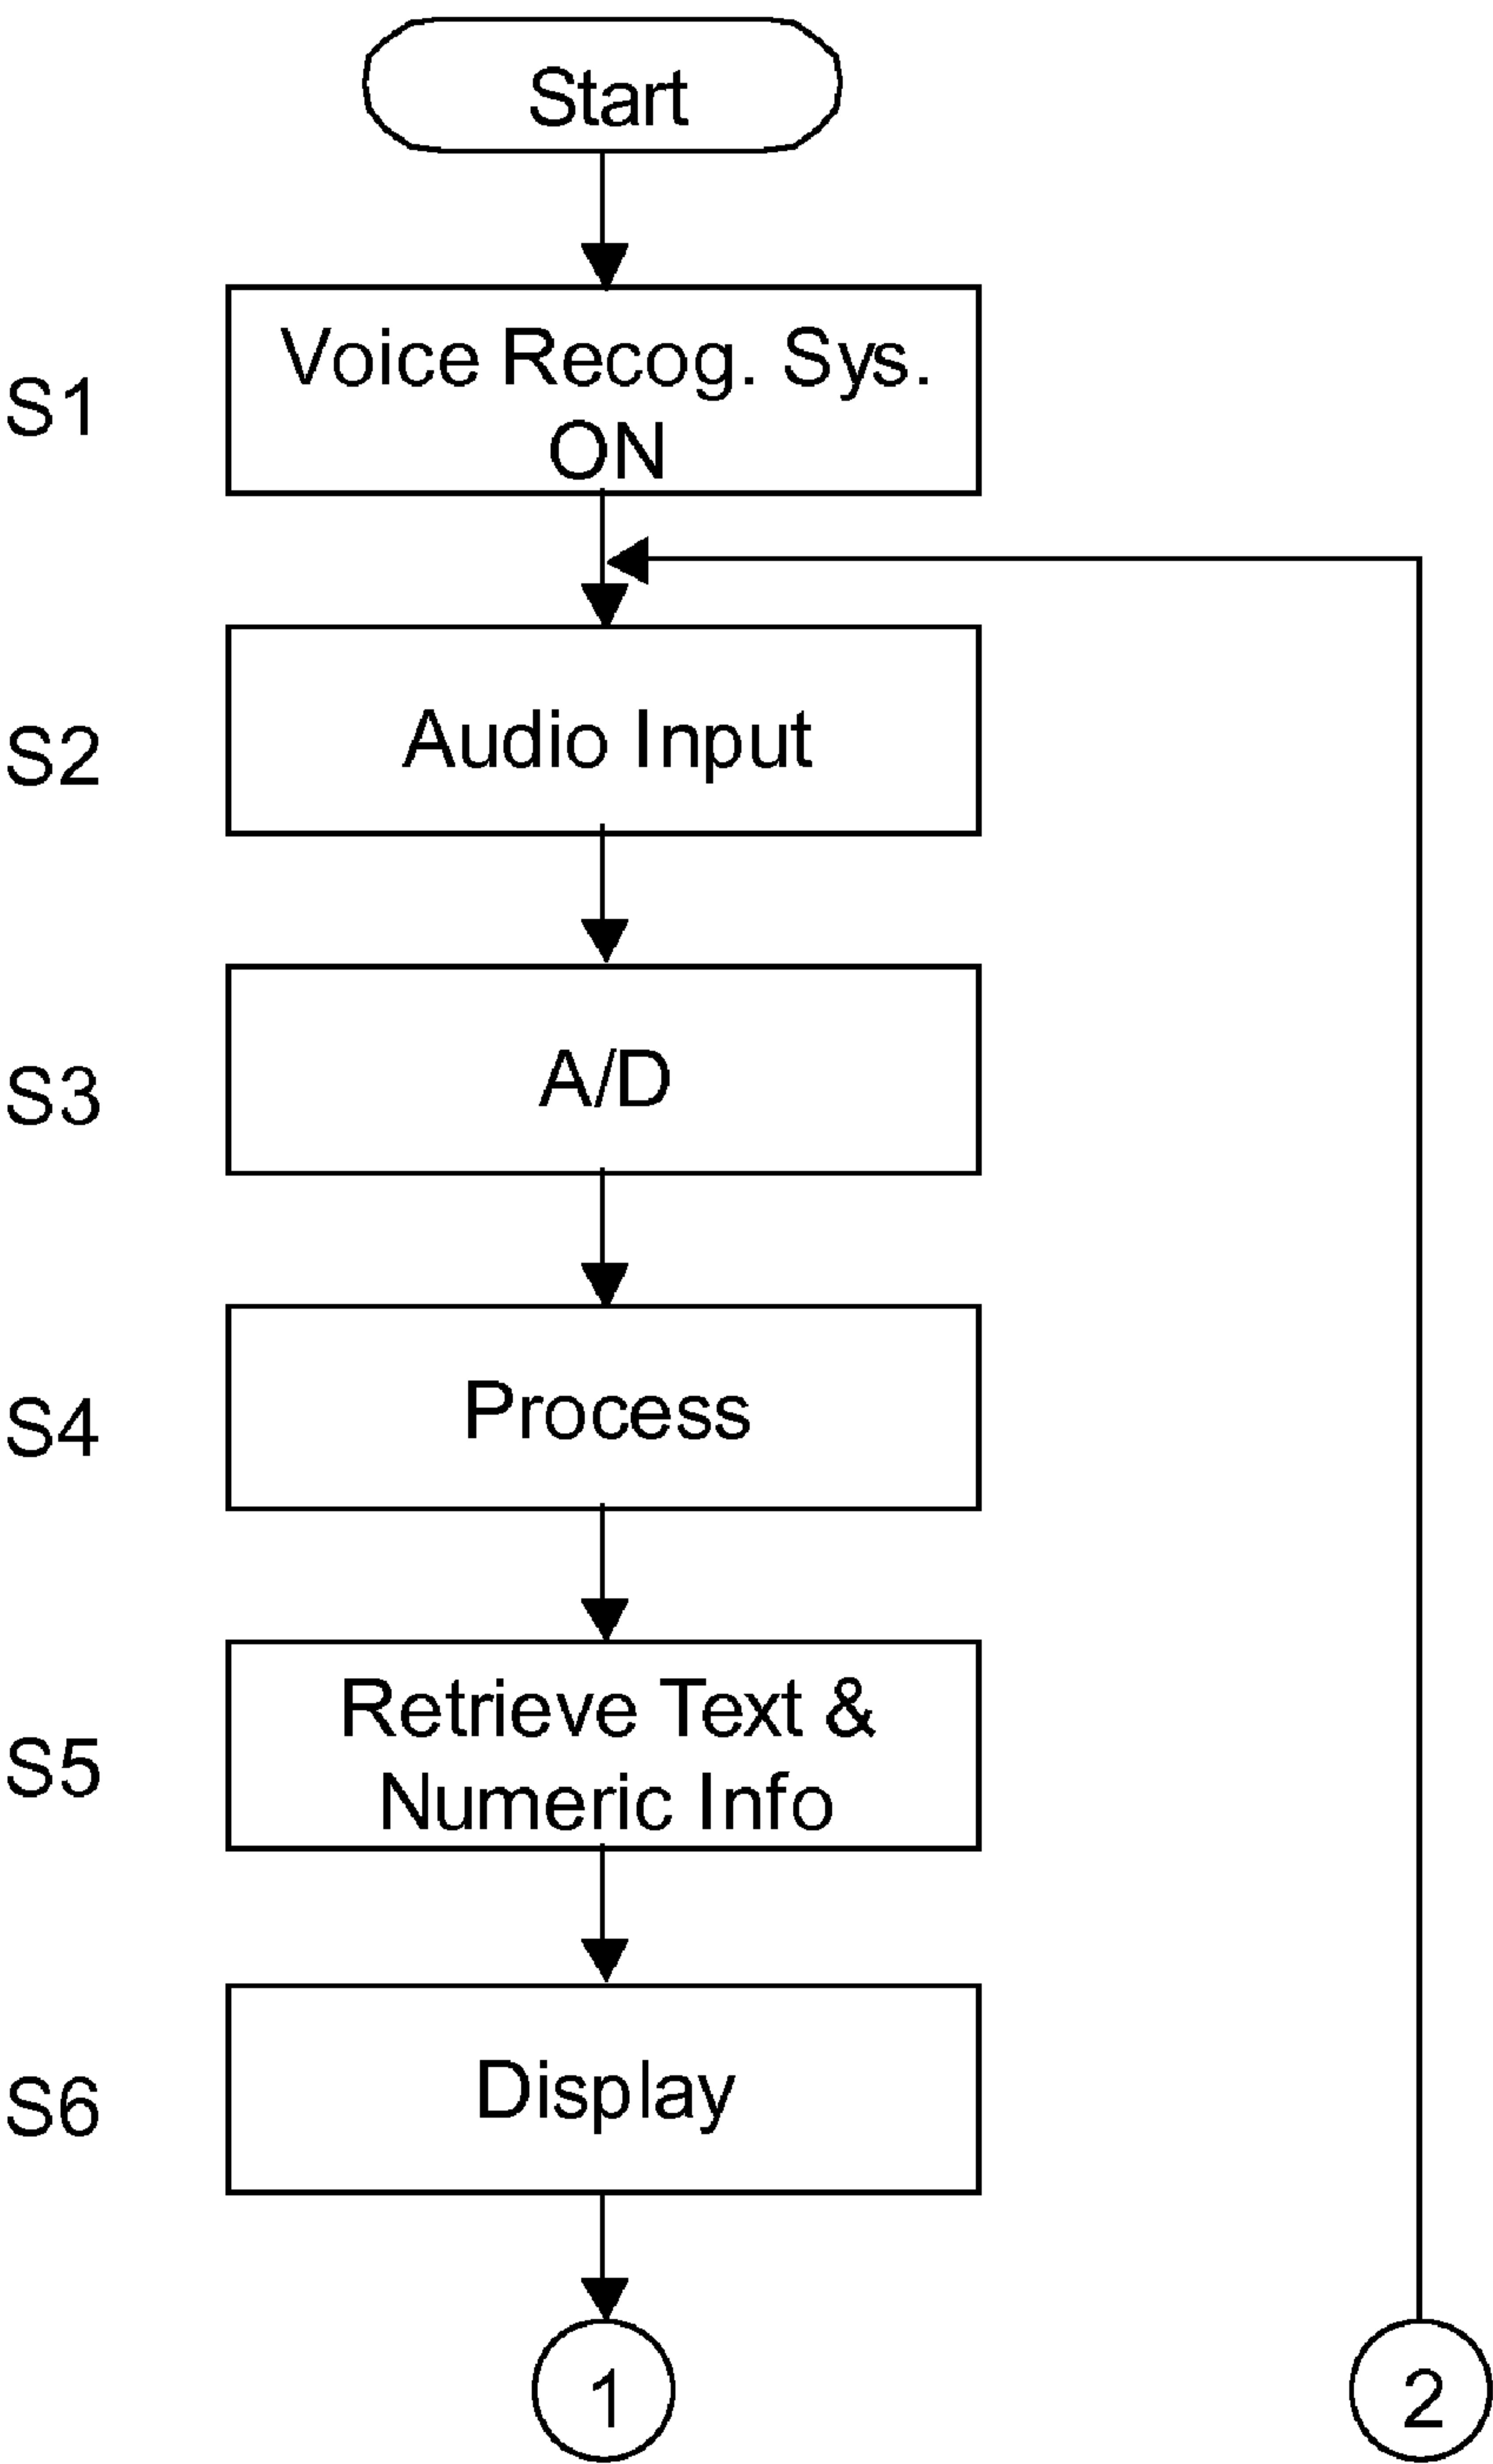 Start
S1
Voice Recog. Sys.
ON
S2
Audio Input
S3
A/D
S4
Process
S5
Retrieve Text &
Numeric Info
S6
Display
1
2